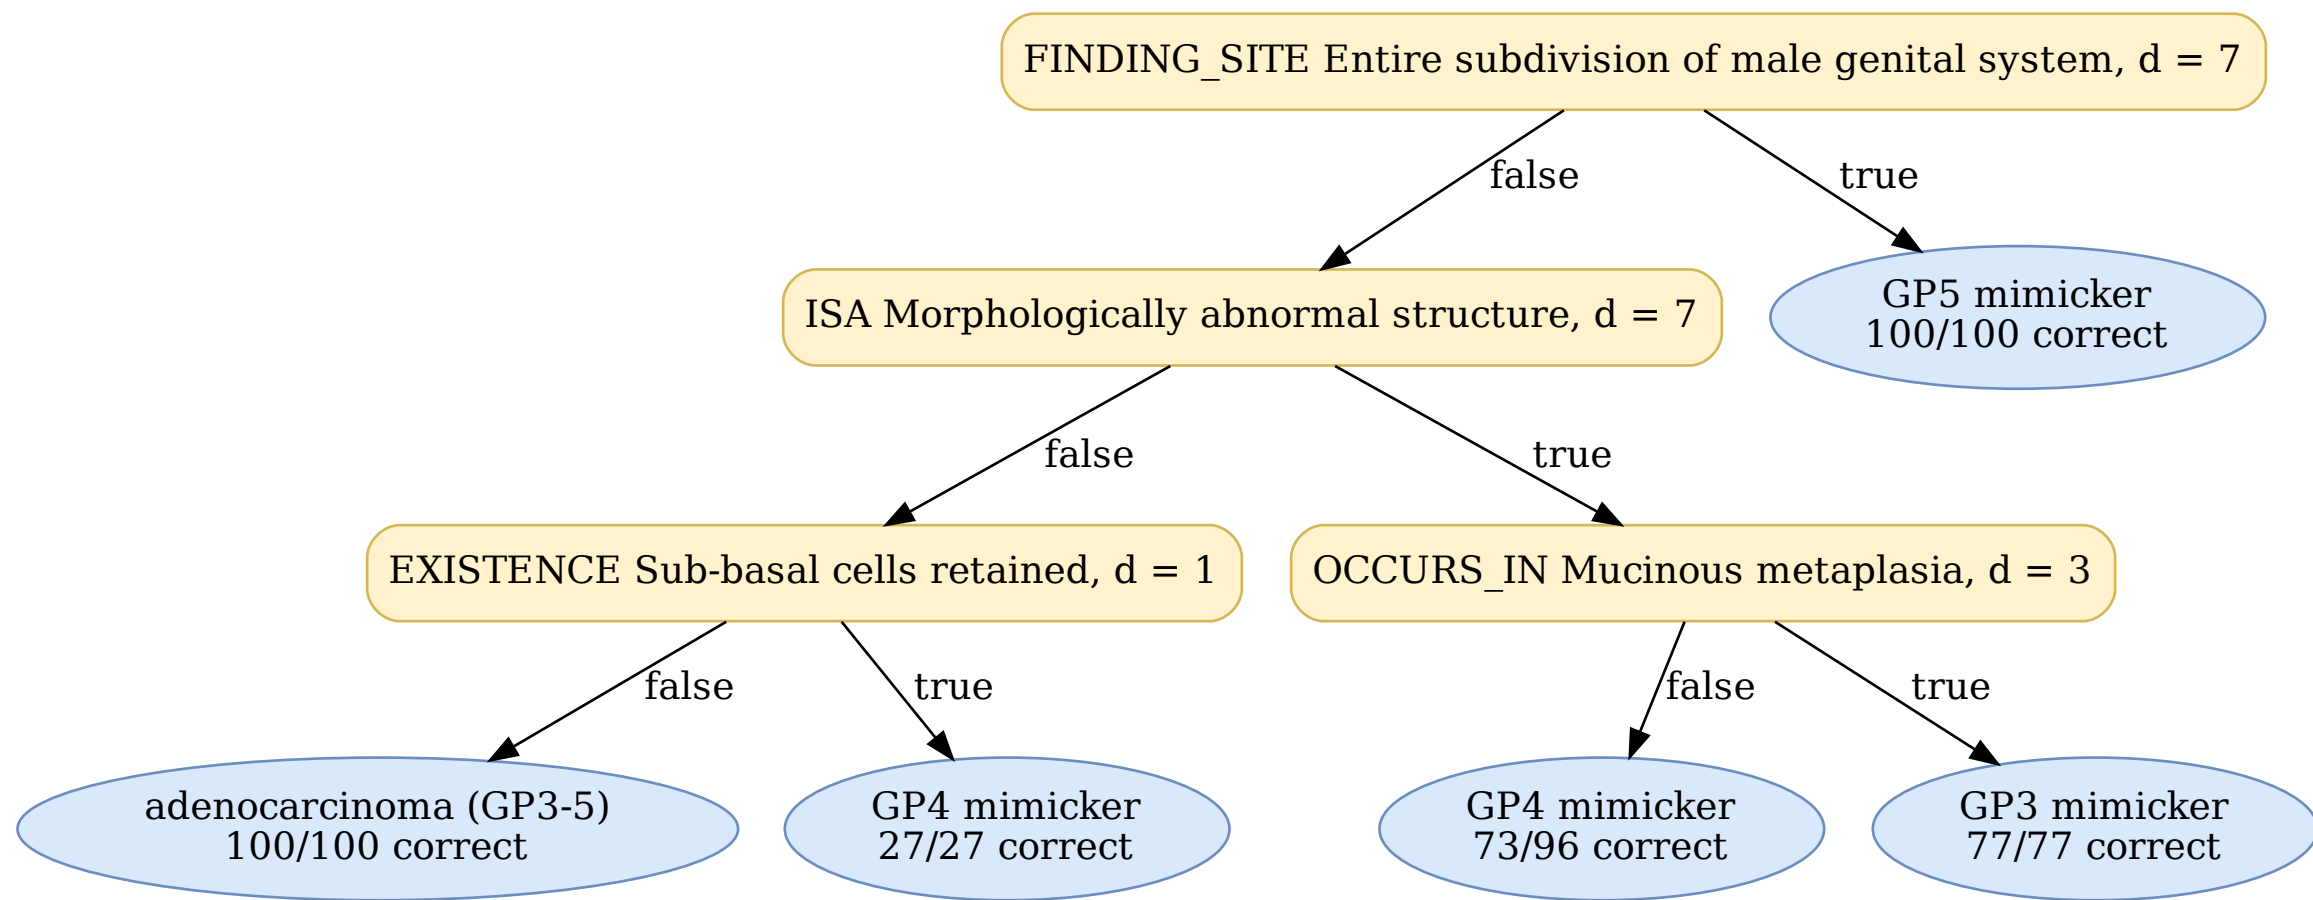 FINDING_SITE Entire subdivision of male genital system, d = 7
false
true
ISA Morphologically abnormal structure, d = 7
GP5 mimicker
100/100 correct
false
true
EXISTENCE Sub-basal cells retained, d = 1
OCCURS_IN Mucinous metaplasia, d = 3
false
true
false
true
adenocarcinoma (GP3-5)
100/100 correct
GP4 mimicker
27/27 correct
GP4 mimicker
73/96 correct
GP3 mimicker
77/77 correct